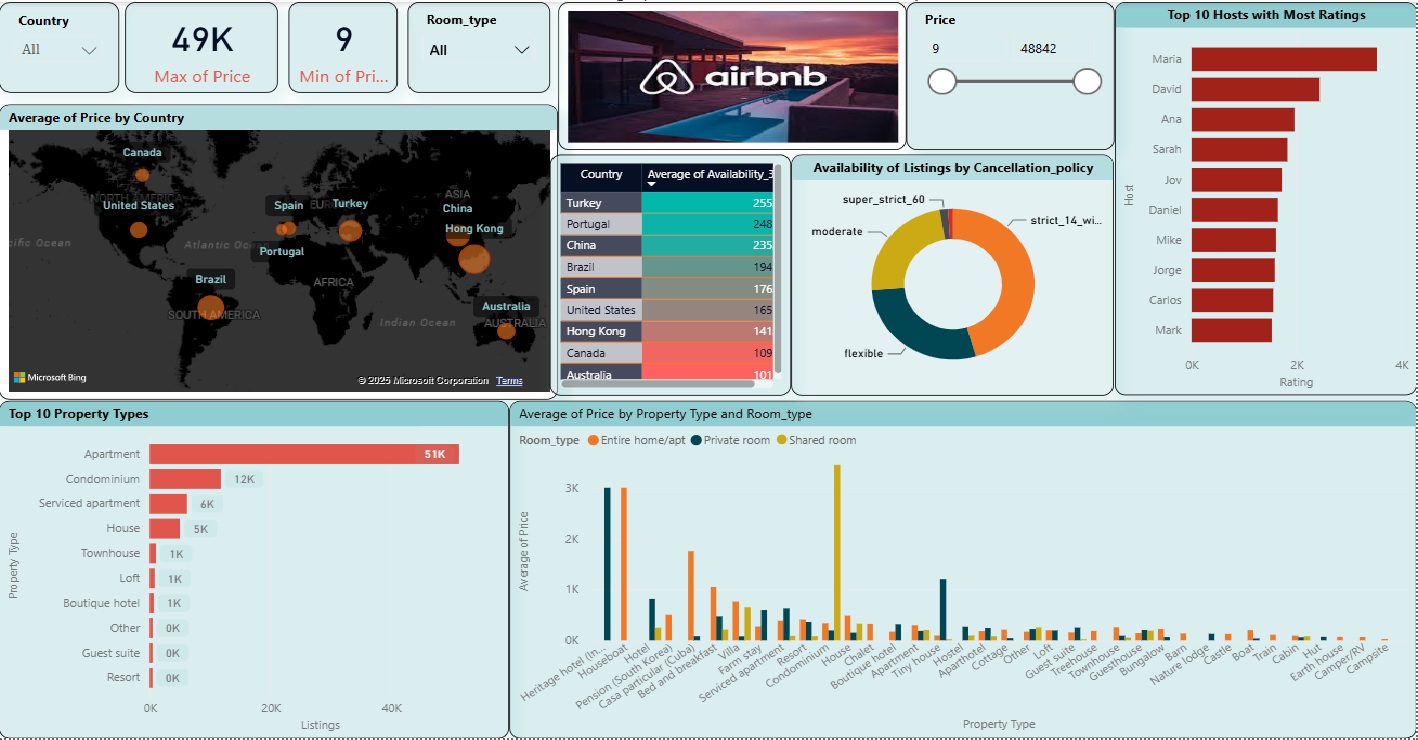 Country
All
49K
Max of Price
9
Min of Pri...
Room_type
All
airbnb
Price
9
48842
Top 10 Hosts with Most Ratings
Maria
David
Ana
Sarah
Jov
Daniel
Mike
Jorge
Carlos
Mark
Host
0K
2K
4K
Rating
Average of Price by Country
Canada
NORTH AMERICA
United States
Spain
EUROPE
Turkey
ASIA
China
Hong Kong
Atlantic Ocean
Portugal
AFRICA
Brazil
SOUTH AMERICA
Indian Ocean
Australia
AUSTRALIA
Microsoft Bing
© 2025 Microsoft Corporation Terms
Country Average of Availability_3
Turkey 255
Portugal 248
China 235
Brazil 194
Spain 176
United States 165
Hong Kong 141
Canada 109
Australia 101
Availability of Listings by Cancellation_policy
super_strict_60
strict_14_wi...
moderate
flexible
Top 10 Property Types
Apartment 51K
Condominium 12K
Serviced apartment 6K
House 5K
Townhouse 1K
Loft 1K
Boutique hotel 1K
Other 0K
Guest suite 0K
Resort 0K
Property Type
0K
20K
40K
Listings
Average of Price by Property Type and Room_type
Room_type Entire home/apt Private room Shared room
3K
2K
1K
0K
Average of Price
Heritage hotel (In...
Houseboat
Hotel
Pension (South Korea)
Casa particular (Cuba)
Bed and breakfast
Villa
Farm stay
Serviced apartment
Resort
Condominium
House
Chalet
Boutique hotel
Apartment
Tiny house
Hostel
Aparthotel
Cottage
Other
Loft
Guest suite
Treehouse
Townhouse
Guesthouse
Bungalow
Barn
Nature lodge
Castle
Boat
Train
Cabin
Hut
Earth house
Camper/RV
Campsite
Property Type